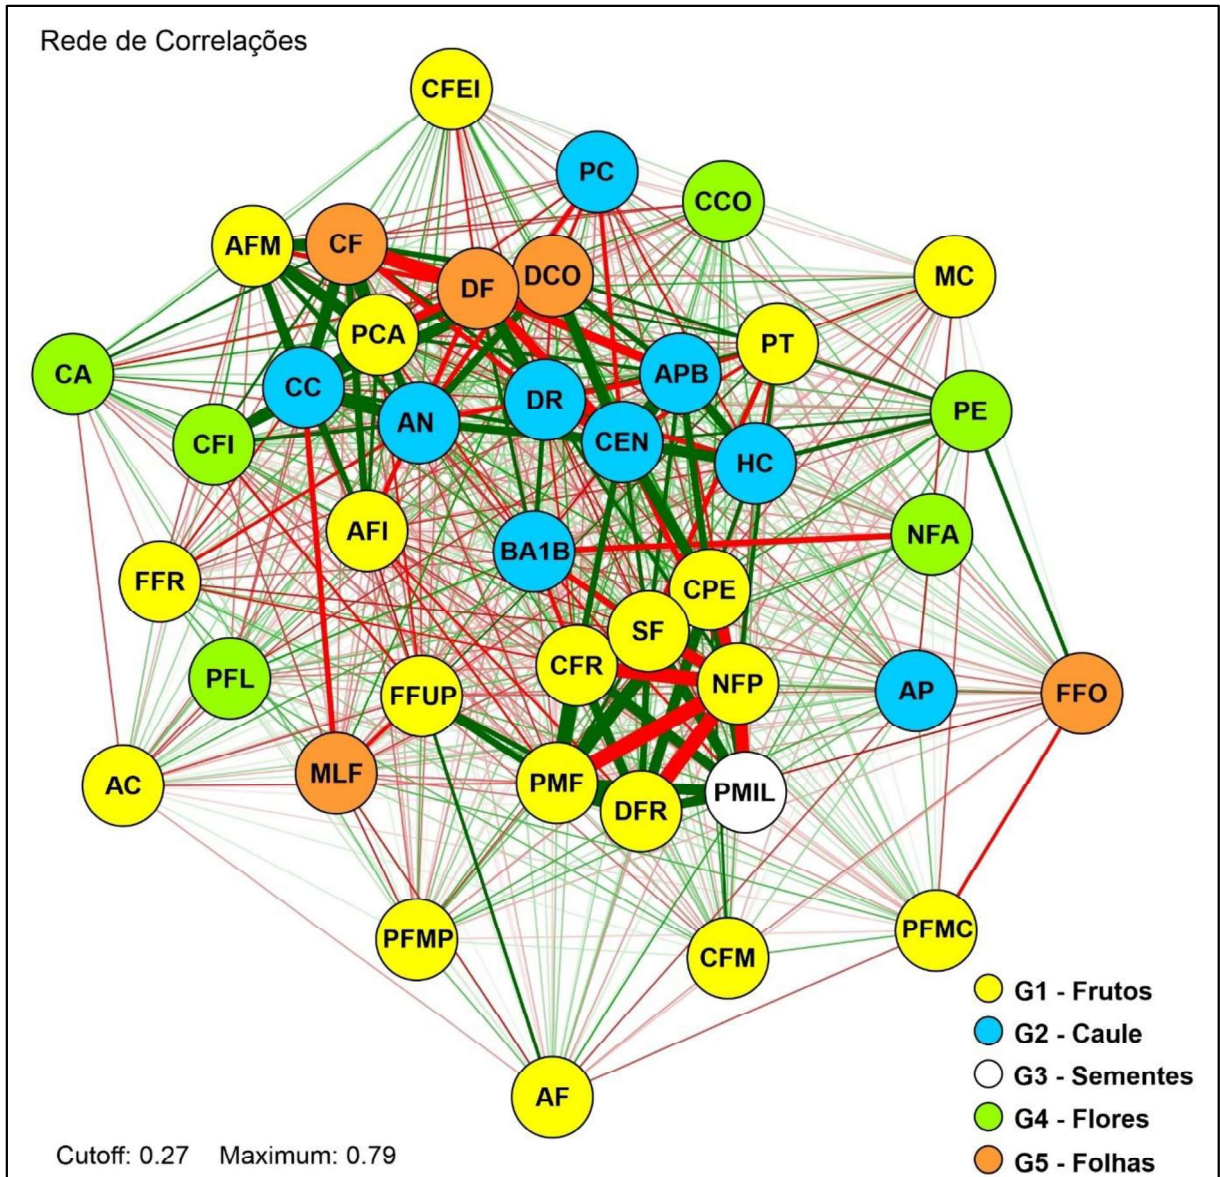 Rede de Correlações
CFEI
PC
CCO
AFM
CF
DF
DCO
MC
PCA
PT
CA
CC
APB
AN
DR
PE
CFI
CEN
HC
AFI
BA1B
NFA
FFR
CPE
SF
CFR
PFL
FFUP
NFP
AP
FFO
AC
MLF
PMF
DFR
PMIL
PFMP
CFM
PFMC
AF
G1 - Frutos
G2 - Caule
G3 - Sementes
G4 - Flores
G5 - Folhas
Cutoff: 0.27 Maximum: 0.79